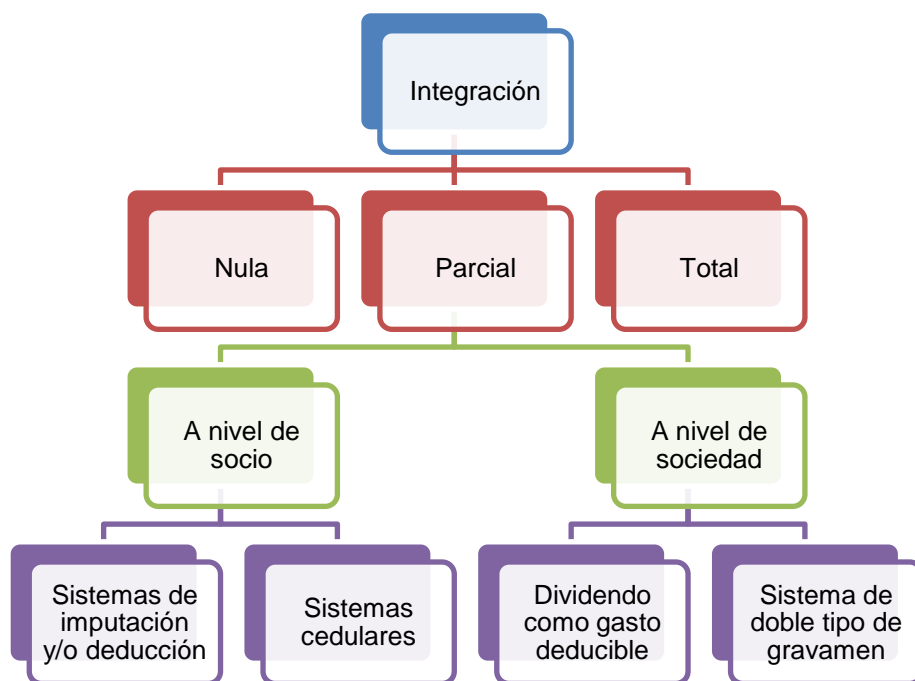 Integración
Nula
Parcial
Total
A nivel de
socio
A nivel de
sociedad
Sistemas de
imputación
y/o deducción
Sistemas
cedulares
Dividendo
como gasto
deducible
Sistema de
doble tipo de
gravamen